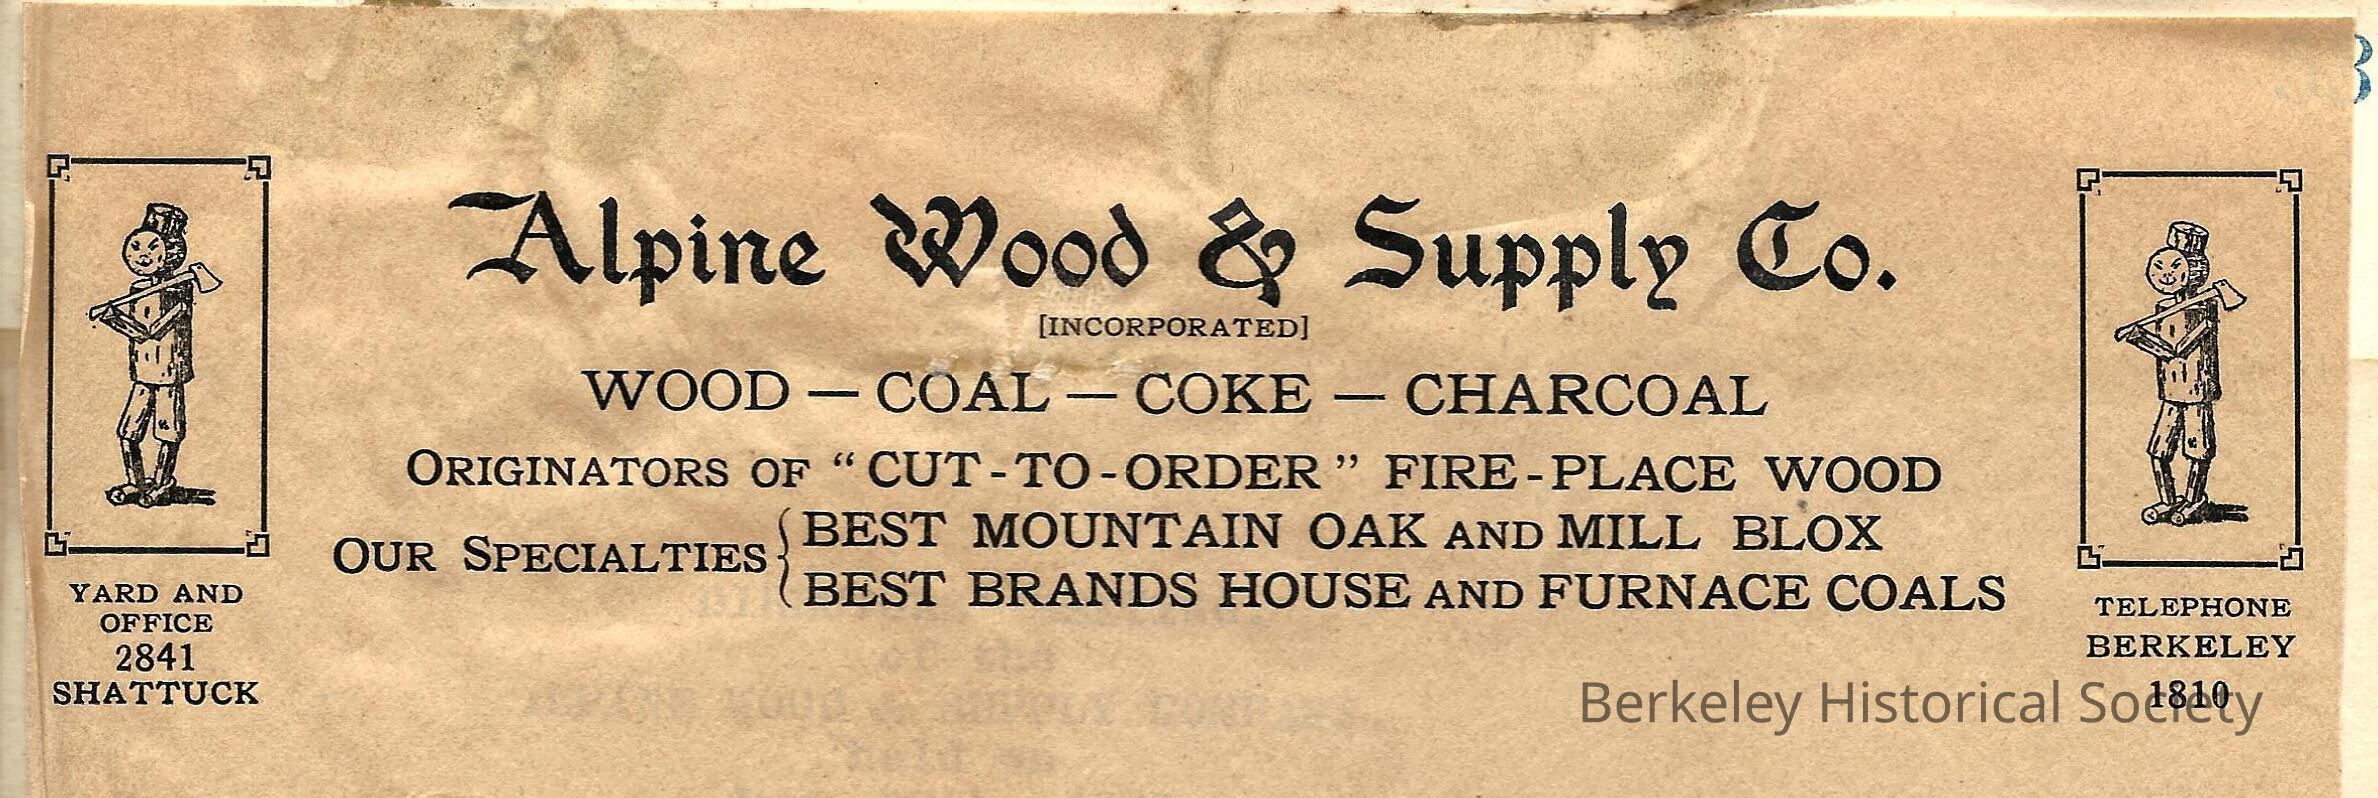 Alpine Wood & Supply Co.
[INCORPORATED]
WOOD — COAL — COKE — CHARCOAL
ORIGINATORS OF “CUT-TO-ORDER” FIRE-PLACE WOOD
OUR SPECIALTIES { BEST MOUNTAIN OAK AND MILL BLOX
BEST BRANDS HOUSE AND FURNACE COALS
YARD AND
OFFICE
2841
SHATTUCK
TELEPHONE
BERKELEY
1810
Berkeley Historical Society